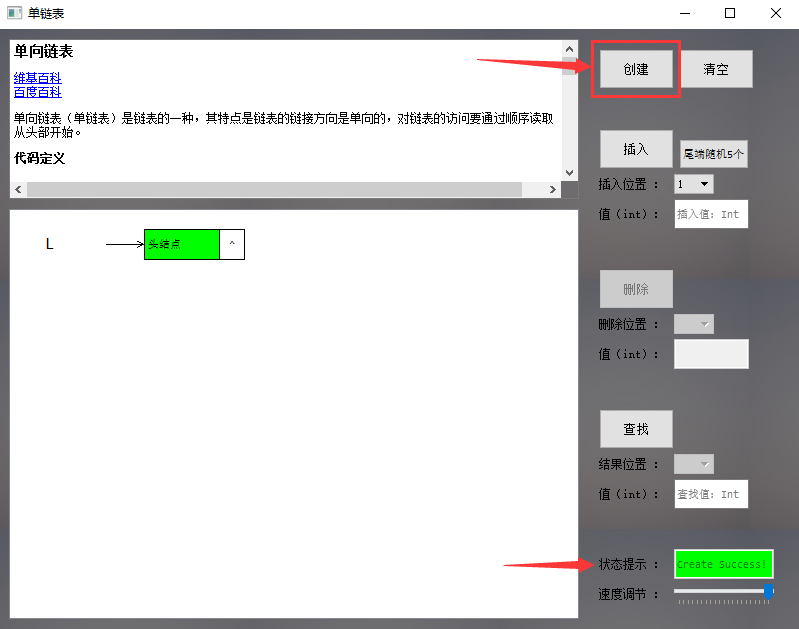 单链表
单向链表
维基百科
百度百科
单向链表（单链表）是链表的一种，其特点是链表的链接方向是单向的，对链表的访问要通过顺序读取
从头部开始。
代码定义
L
头结点
^
创建
清空
插入
尾端随机5个
插入位置：
1
值（int）：
插入值：Int
删除
删除位置：
值（int）：
查找
结果位置：
值（int）：
查找值：Int
状态提示：
Create Success!
速度调节：